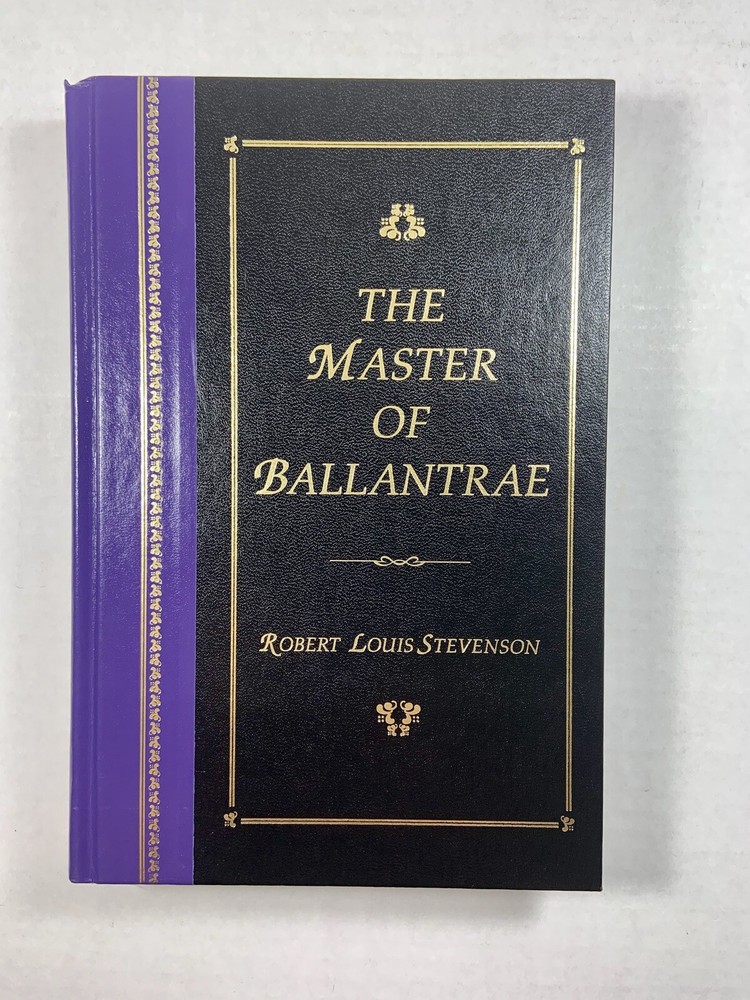 THE
MASTER
OF
BALLANTRAE
ROBERT LOUIS STEVENSON